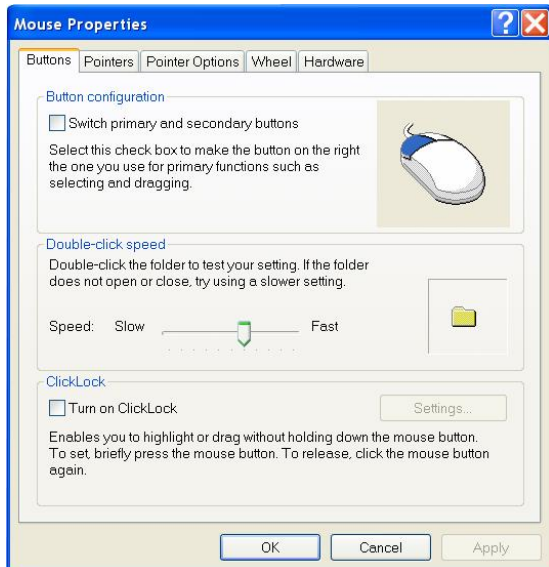 Mouse Properties
?
X
Buttons Pointers Pointer Options Wheel Hardware
Button configuration
Switch primary and secondary buttons
Select this check box to make the button on the right
the one you use for primary functions such as
selecting and dragging.
Double-click speed
Double-click the folder to test your setting. If the folder
does not open or close, try using a slower setting.
Speed: Slow Fast
ClickLock
Turn on ClickLock Settings...
Enables you to highlight or drag without holding down the mouse button.
To set, briefly press the mouse button. To release, click the mouse button
again.
OK Cancel Apply